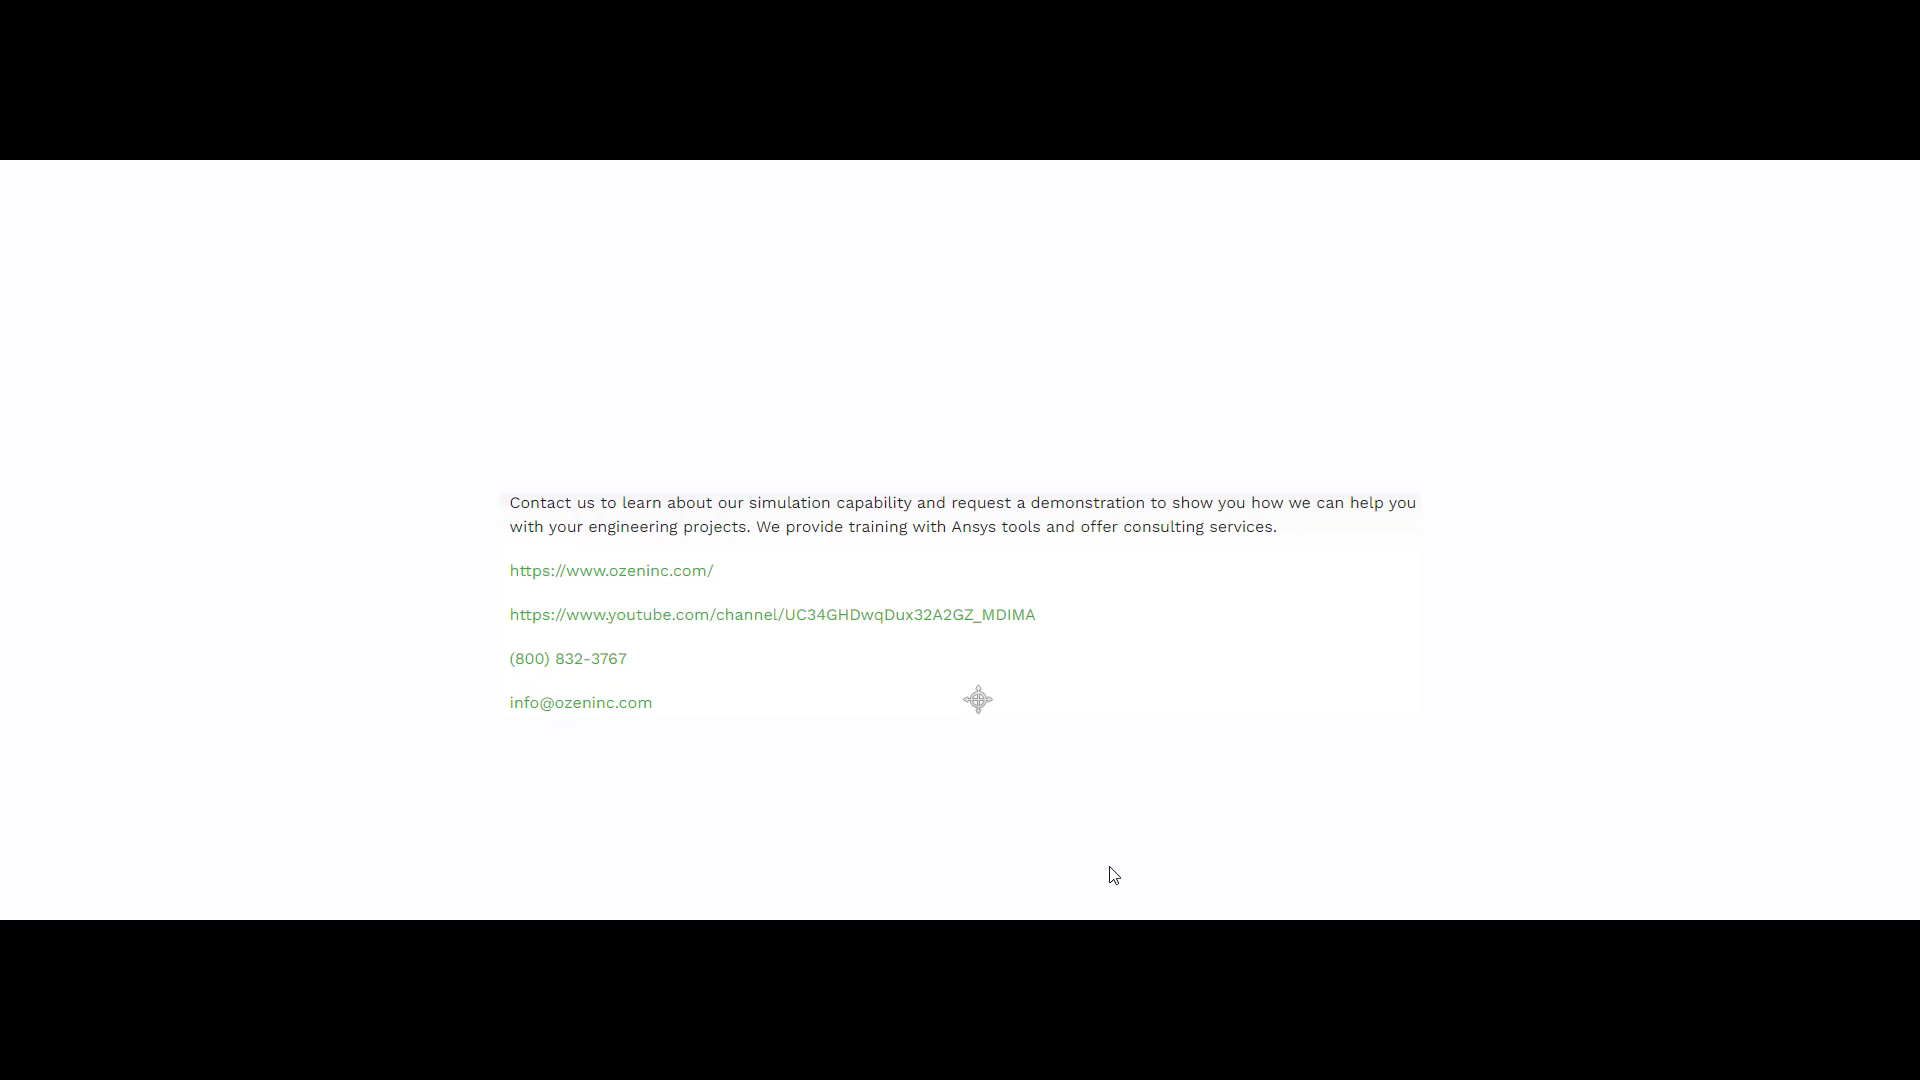 Contact us to learn about our simulation capability and request a demonstration to show you how we can help you
with your engineering projects. We provide training with Ansys tools and offer consulting services.
https://www.ozeninc.com/
https://www.youtube.com/channel/UC34GHDwqDux32A2GZ_MDIMA
(800) 832-3767
info@ozeninc.com